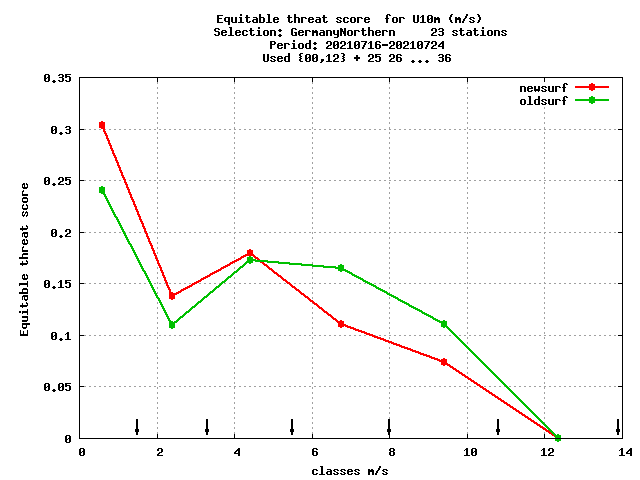 Equitable threat score  for U10m (m/s)
Selection: GermanyNorthern     23 stations
Period: 20210716-20210724
Used {00,12} + 25 26 ... 36
newsurf
oldsurf
Equitable threat score
0.35
0.3
0.25
0.2
0.15
0.1
0.05
0
0 2 4 6 8 10 12 14
classes m/s